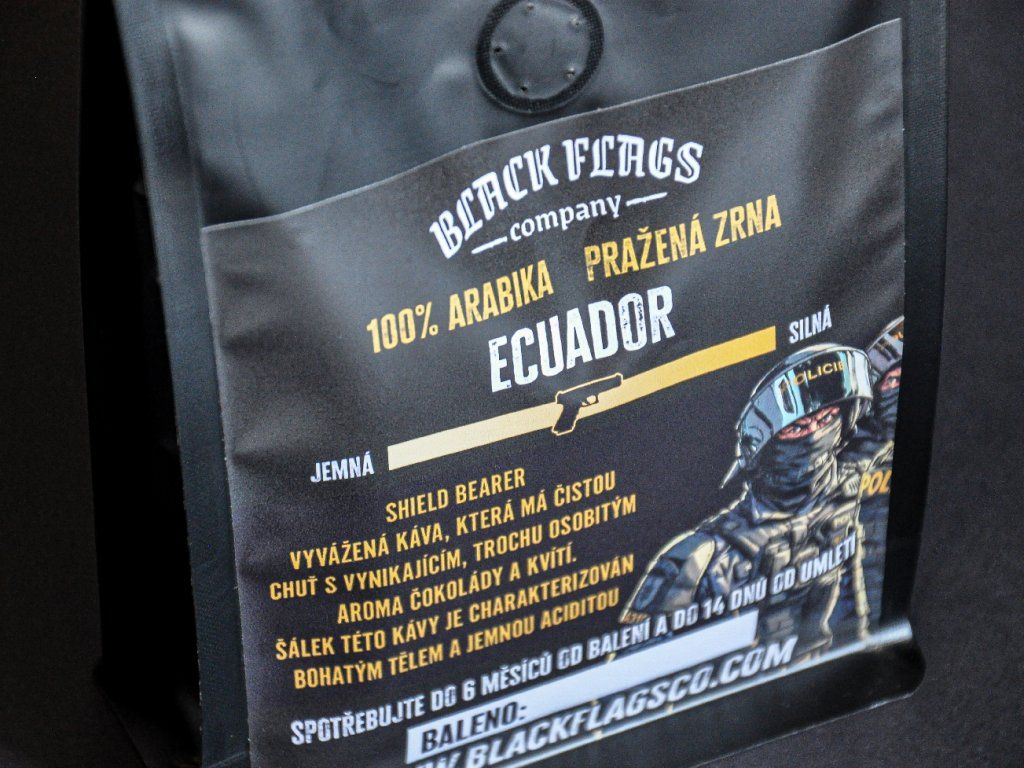 BLACK FLAGS
company
100% ARABIKA PRAŽENÁ ZRNA
ECUADOR
SILNÁ
JEMNÁ
POLICIE
POL
SHIELD BEARER
VYVÁŽENÁ KÁVA, KTERÁ MÁ ČISTOU
CHUŤ S VYNIKAJÍCÍM, TROCHU OSOBITÝM
AROMA ČOKOLÁDY A KVÍTÍ.
ŠÁLEK TÉTO KÁVY JE CHARAKTERIZOVÁN
BOHATÝM TĚLEM A JEMNOU ACIDITOU
SPOTŘEBUJTE DO 6 MĚSÍCŮ OD BALENÍ A DO 14 DNŮ OD UMLETÍ
BALENO:
W.BLACKFLAGSCO.COM